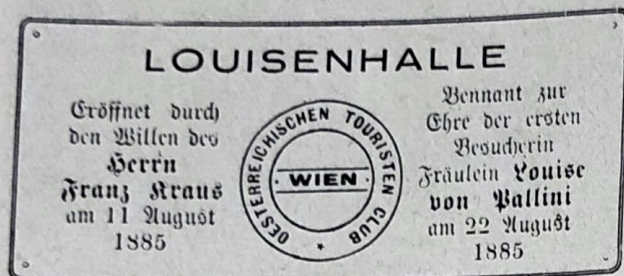 LOUISENHALLE
Eröffnet durch
den Willen des
Herrn
Franz Kraus
am 11 August
1885
OESTERREICHISCHEN TOURISTEN CLUB *
WIEN
Bennant zur
Ehre der ersten
Besucherin
Fräulein Louise
von Pallini
am 22 August
1885